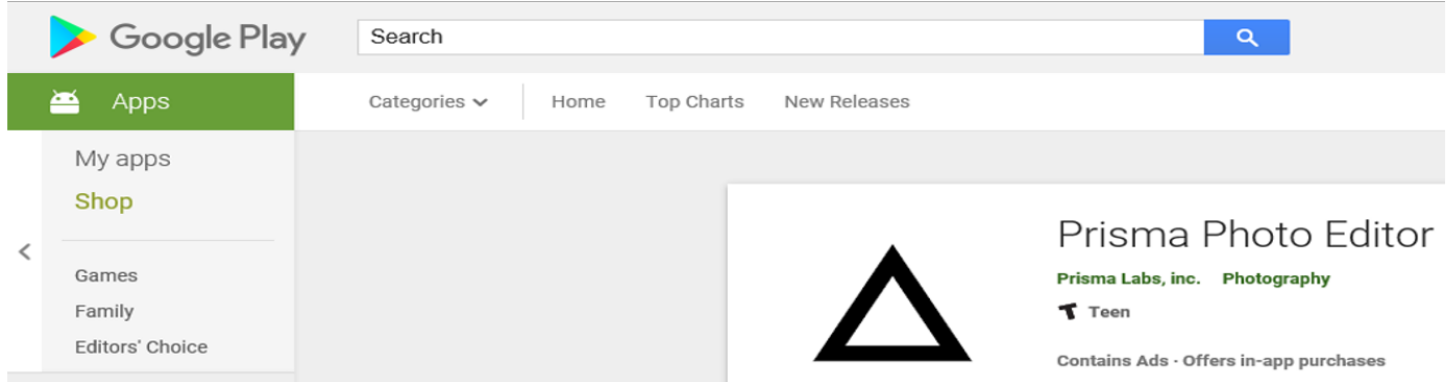 Google Play
Search
Apps
Categories
Home
Top Charts
New Releases
My apps
Shop
Games
Family
Editors' Choice
Prisma Photo Editor
Prisma Labs, inc. Photography
Teen
Contains Ads · Offers in-app purchases